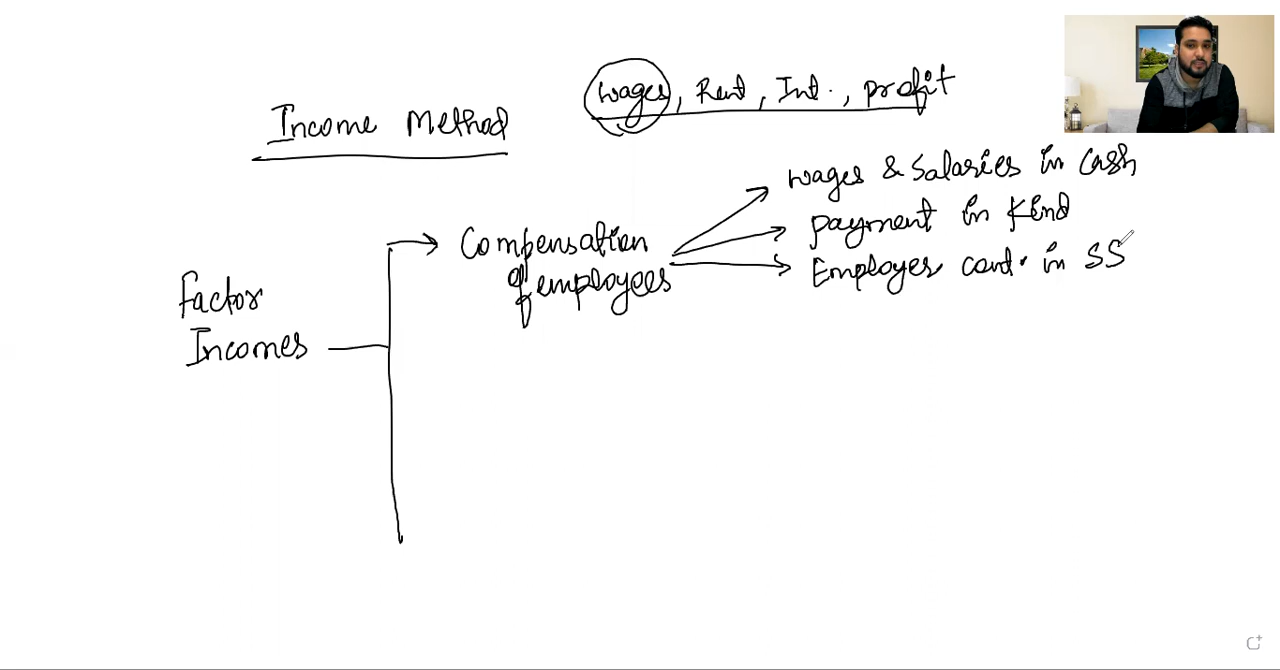 wages, Rent, Int., profit
Income Method
wages & Salaries in Cash
Compensation
of employees
payment in Kind
Employes cont. in SS
factor
Incomes